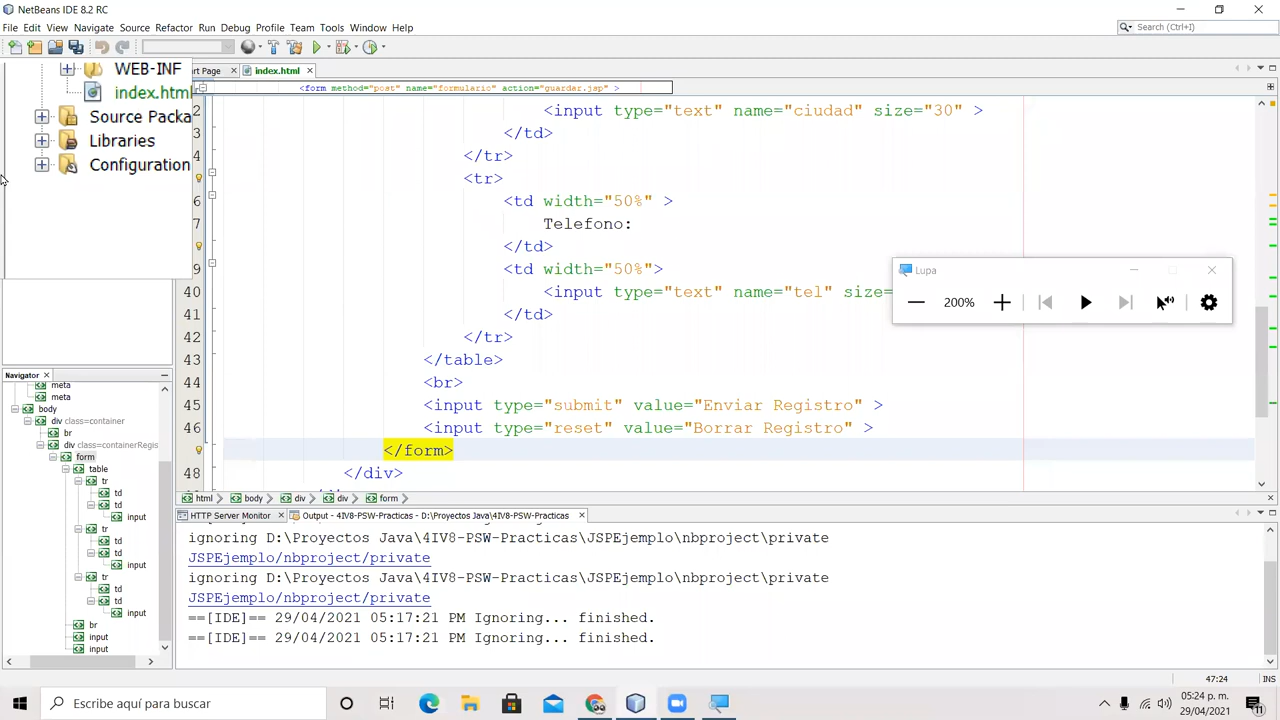 NetBeans IDE 8.2 RC
File Edit View Navigate Source Refactor Run Debug Profile Team Tools Window Help
Search (Ctrl+I)
WEB-INF
index.html
Source Packa
Libraries
Configuration
rt Page
index.html
<form method="post" name="formulario" action="guardar.jsp" >
2 <input type="text" name="ciudad" size="30" >
</td>
4 </tr>
6 <tr>
<td width="50%" >
7 Telefono:
</td>
9 <td width="50%">
40 <input type="text" name="tel" size=
41 </td>
42 </tr>
43 </table>
44 <br>
45 <input type="submit" value="Enviar Registro" >
46 <input type="reset" value="Borrar Registro" >
</form>
48 </div>
Lupa
200%
Navigator
meta
meta
body
div class=container
br
div class=containerRegis
form
table
tr
td
td
input
tr
td
td
input
tr
td
td
input
br
input
input
html body div div form
HTTP Server Monitor
Output - 4IV8-PSW-Practicas - D:\Proyectos Java\4IV8-PSW-Practicas
ignoring D:\Proyectos Java\4IV8-PSW-Practicas\JSPEjemplo\nbproject\private
JSPEjemplo/nbproject/private
ignoring D:\Proyectos Java\4IV8-PSW-Practicas\JSPEjemplo\nbproject\private
JSPEjemplo/nbproject/private
==[IDE]== 29/04/2021 05:17:21 PM Ignoring... finished.
==[IDE]== 29/04/2021 05:17:21 PM Ignoring... finished.
47:24 INS
Escribe aquí para buscar
05:24 p. m.
29/04/2021
11